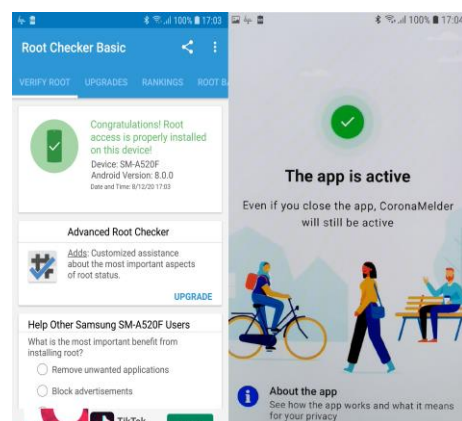 100% 17:03
Root Checker Basic
VERIFY ROOT UPGRADES RANKINGS ROOT BA
Congratulations! Root
access is properly installed
on this device!
Device: SM-A520F
Android Version: 8.0.0
Date and Time: 8/12/20 17:03
Advanced Root Checker
Adds: Customized assistance
about the most important aspects
of root status.
UPGRADE
Help Other Samsung SM-A520F Users
What is the most important benefit from
installing root?
Remove unwanted applications
Block advertisements
TikTok
100% 17:04
The app is active
Even if you close the app, CoronaMelder
will still be active
About the app
See how the app works and what it means
for your privacy